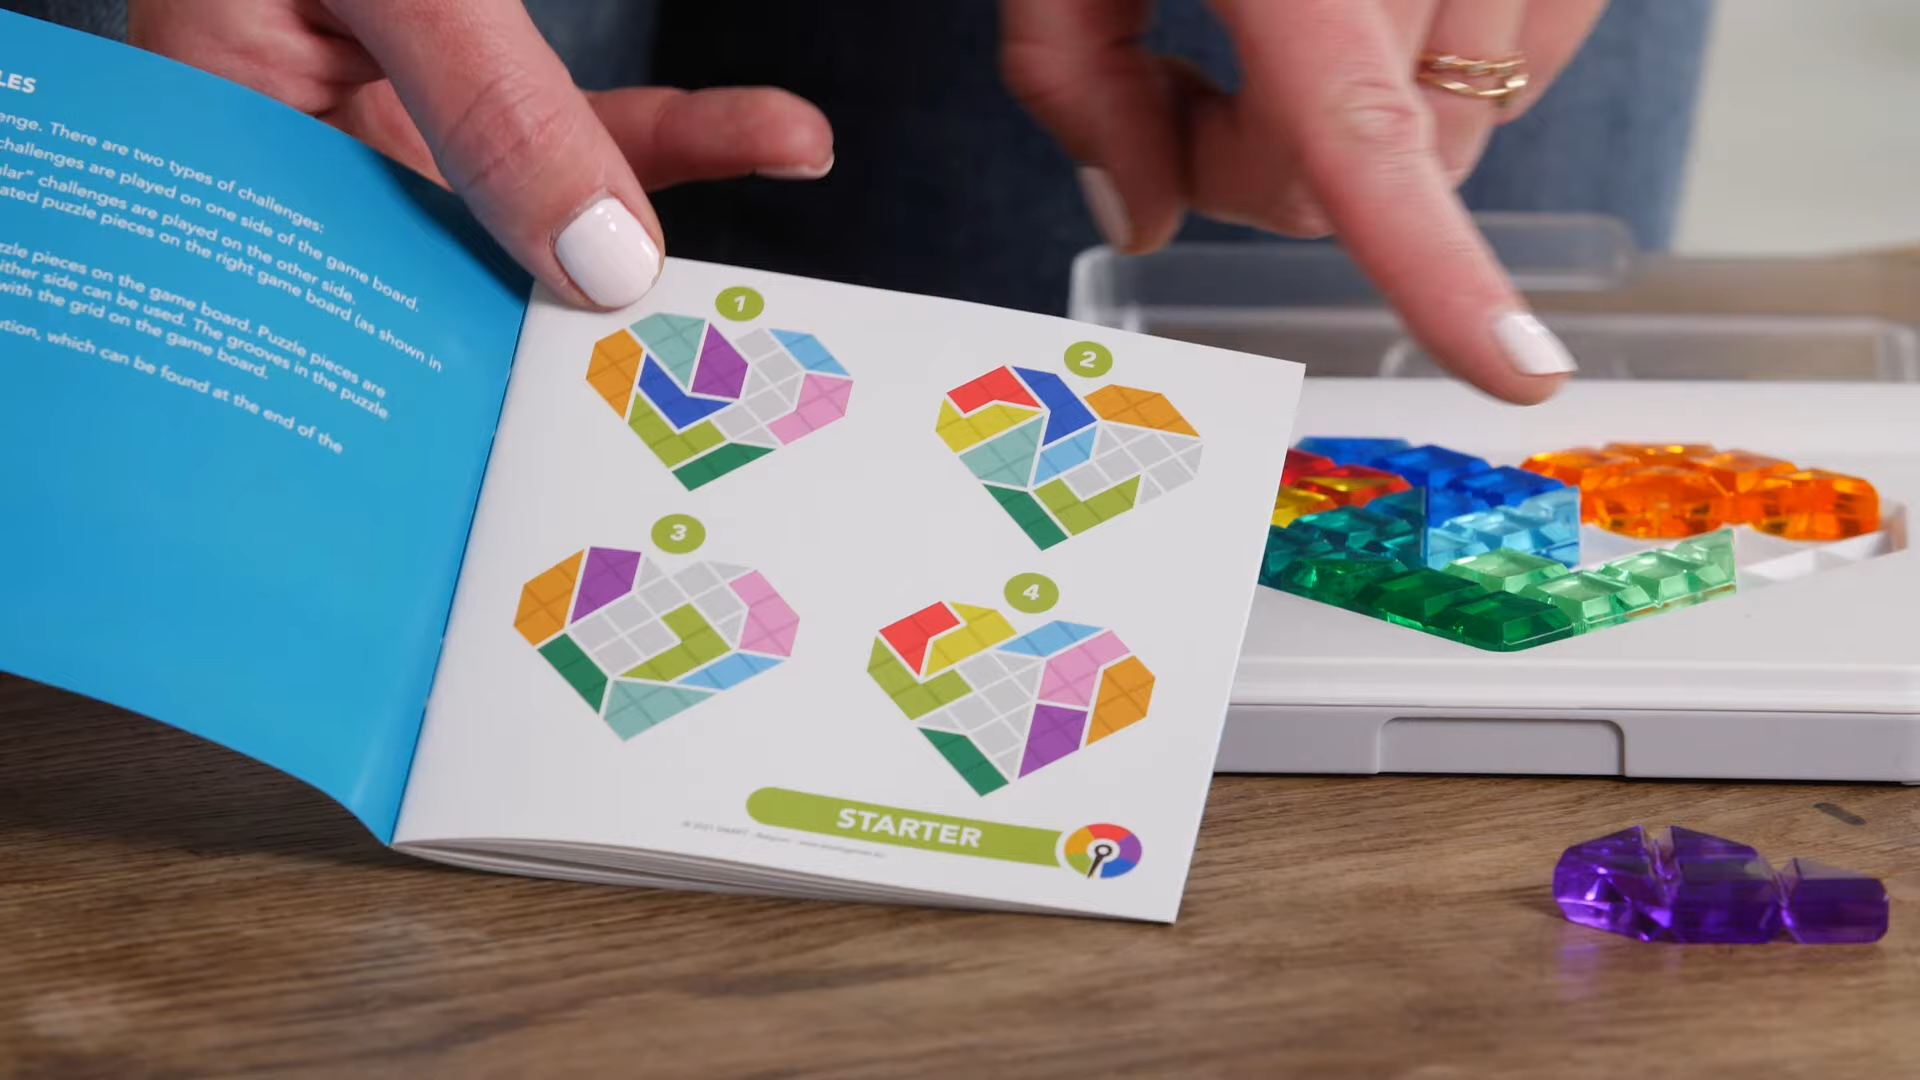 LES
enge. There are two types of challenges:
challenges are played on one side of the game board.
lar" challenges are played on the other side.
ated puzzle pieces on the right game board (as shown in
zzle pieces on the game board. Puzzle pieces are
ither side can be used. The grooves in the puzzle
with the grid on the game board.
ution, which can be found at the end of the
1
2
3
4
STARTER